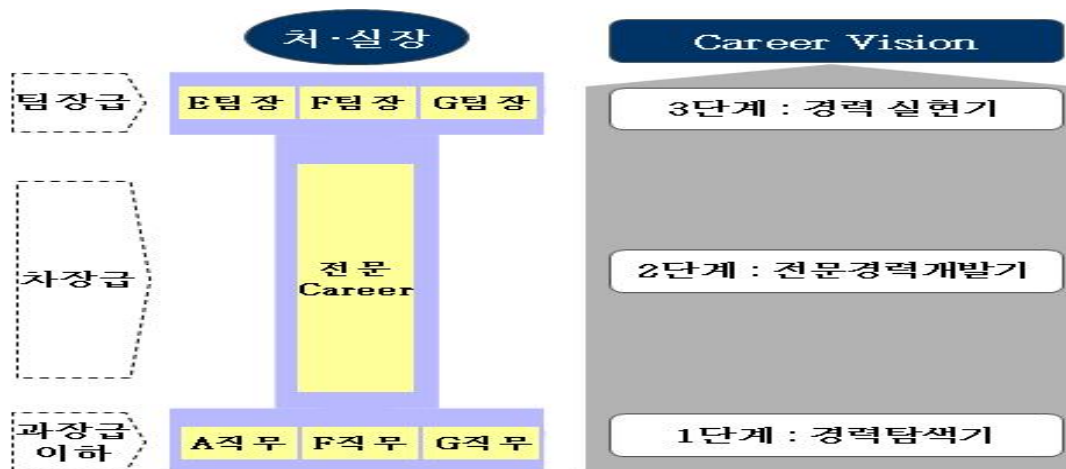 처·실장
Career Vision
팀장급
E팀장 F팀장 G팀장
3단계 : 경력 실현기
차장급
전문
Career
2단계 : 전문경력개발기
과장급
이하
A직무 F직무 G직무
1단계 : 경력탐색기